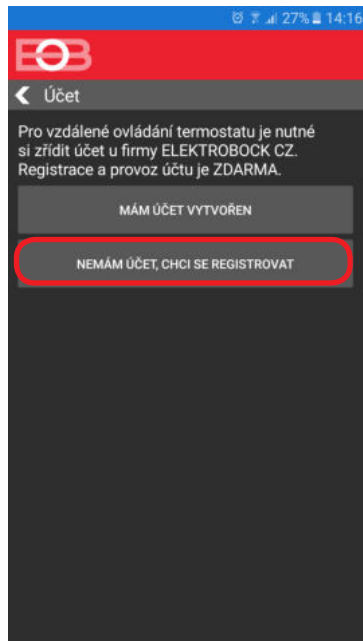 27% 14:16
EOB
Účet
Pro vzdálené ovládání termostatu je nutné
si zřídit účet u firmy ELEKTROBOCK CZ.
Registrace a provoz účtu je ZDARMA.
MÁM ÚČET VYTVOŘEN
NEMÁM ÚČET, CHCI SE REGISTROVAT